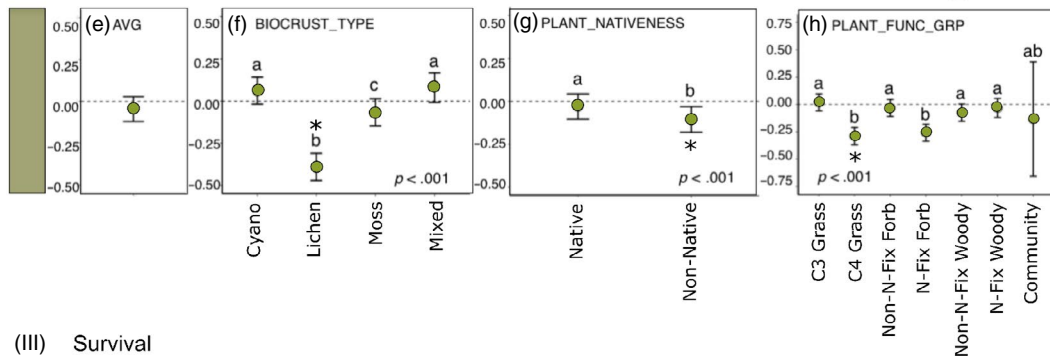 (e) AVG
0.50
0.25
0.00
−0.25
−0.50
(f) BIOCRUST_TYPE
0.50
0.25
0.00
−0.25
−0.50
a
*
b
c
a
p < .001
Cyano
Lichen
Moss
Mixed
(g) PLANT_NATIVENESS
0.50
0.25
0.00
−0.25
−0.50
a
b
*
p < .001
Native
Non−Native
(h) PLANT_FUNC_GRP
0.75
0.50
0.25
0.00
−0.25
−0.50
−0.75
a
b
*
a
b
a
a
ab
p < .001
C3 Grass
C4 Grass
Non−N−Fix Forb
N−Fix Forb
Non−N−Fix Woody
N−Fix Woody
Community
(III) Survival